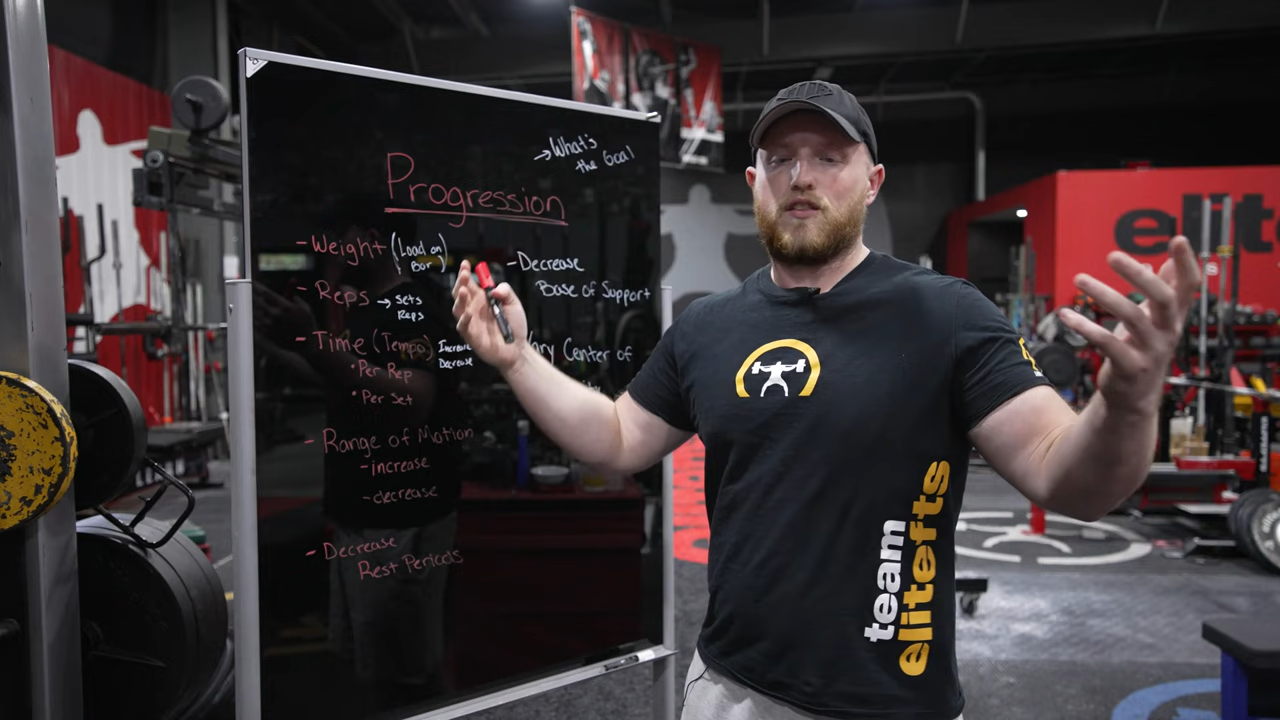 → What's
the Goal
Progression
- Weight (Load on
Bar)
- Reps → Sets
Reps
- Time (Tempo)
• Per Rep
• Per Set
- Range of Motion
- increase
- decrease
- Decrease
Rest Periods
- Decrease
Base of Support
Increase
Decrease
Center of
team
elitefts
elit